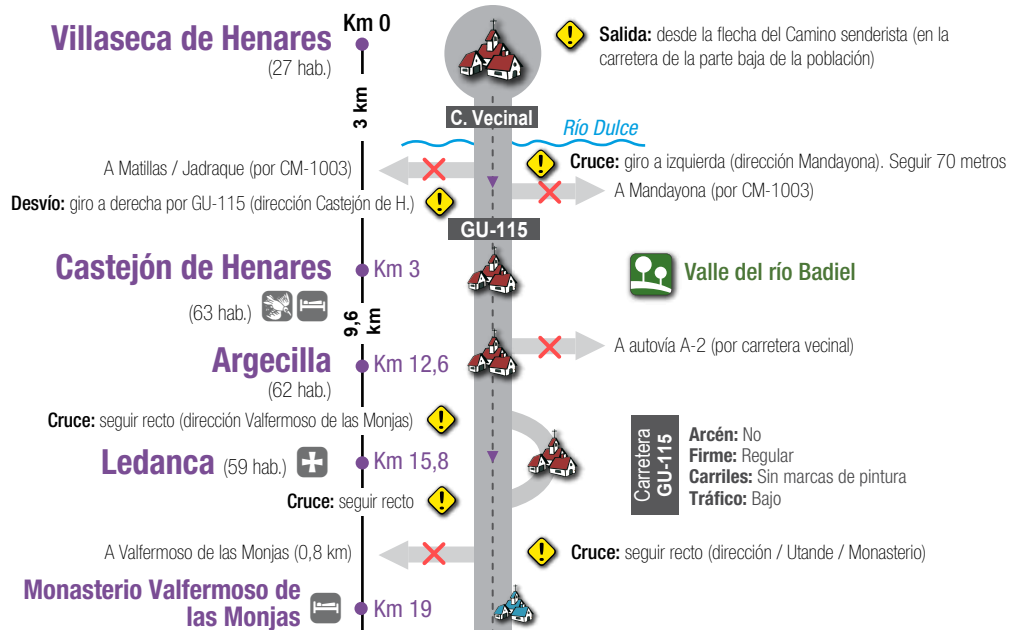 Villaseca de Henares
(27 hab.)
Km 0
Salida: desde la flecha del Camino senderista (en la
carretera de la parte baja de la población)
3 km
C. Vecinal
Río Dulce
A Matillas / Jadraque (por CM-1003)
Cruce: giro a izquierda (dirección Mandayona). Seguir 70 metros
A Mandayona (por CM-1003)
Desvío: giro a derecha por GU-115 (dirección Castejón de H.)
GU-115
Castejón de Henares
Km 3
(63 hab.)
Valle del río Badiel
9,6
km
A autovía A-2 (por carretera vecinal)
Argecilla
Km 12,6
(62 hab.)
Cruce: seguir recto (dirección Valfermoso de las Monjas)
Ledanca (59 hab.)
Km 15,8
Carretera
GU-115
Arcén: No
Firme: Regular
Carriles: Sin marcas de pintura
Tráfico: Bajo
Cruce: seguir recto
A Valfermoso de las Monjas (0,8 km)
Cruce: seguir recto (dirección / Utande / Monasterio)
Monasterio Valfermoso de
las Monjas
Km 19